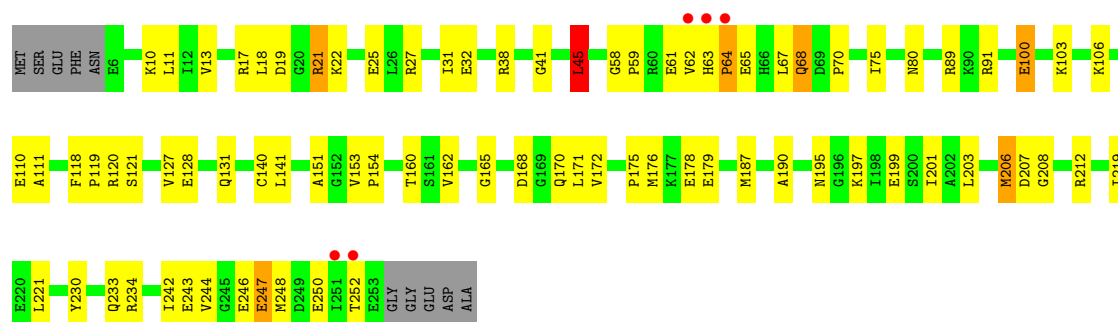 MET SER GLU PHE ASN E6 K10 L11 I12 V13 R17 L18 D19 G20 R21 K22 E25 L26 R27 I31 E32 R38 G41 L45 G58 P59 R60 E61 V62 H63 P64 E65 H66 L67 Q68 D69 P70 I75 N80 R89 K90 R91 E100 K103 K106
E110 A111 F118 P119 R120 S121 V127 E128 Q131 C140 L141 A151 G152 V153 P154 T160 S161 V162 G165 D168 G169 Q170 L171 V172 P175 M176 K177 E178 E179 M187 A190 N195 G196 K197 I198 E199 S200 I201 A202 L203 M206 D207 G208 R212
E220 L221 Y230 Q233 R234 I242 E243 V244 G245 E246 E247 M248 D249 E250 I251 T252 E253 GLY GLY GLU ASP ALA